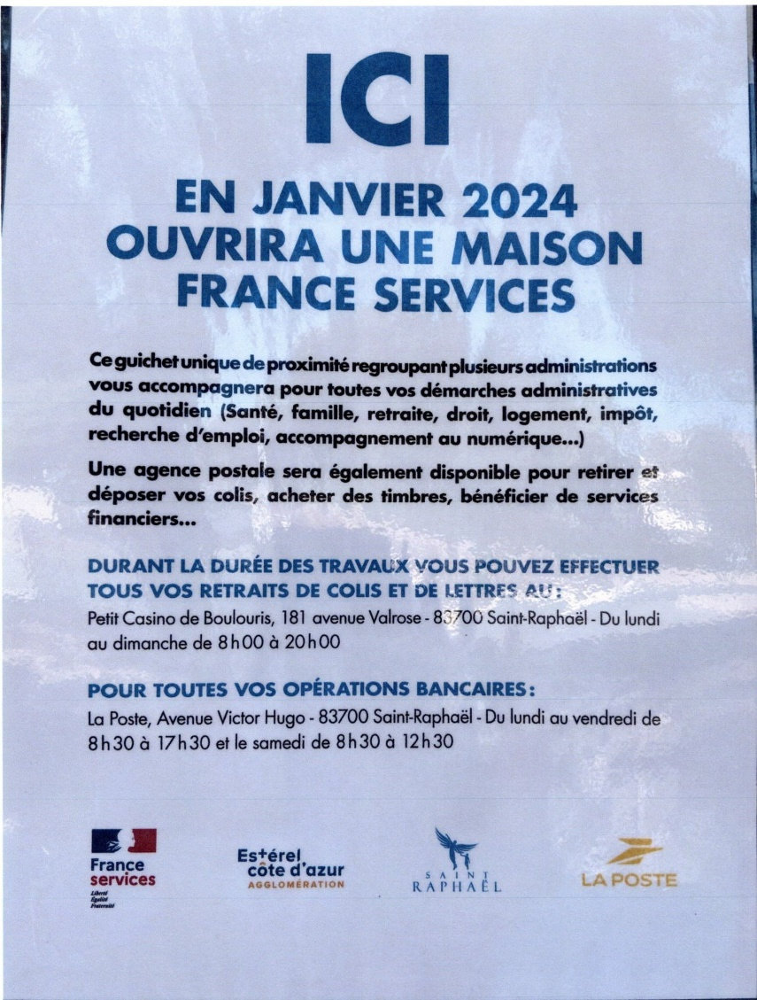 ICI
EN JANVIER 2024
OUVRIRA UNE MAISON
FRANCE SERVICES
Ce guichet unique de proximité regroupant plusieurs administrations
vous accompagnera pour toutes vos démarches administratives
du quotidien (Santé, famille, retraite, droit, logement, impôt,
recherche d'emploi, accompagnement au numérique...)
Une agence postale sera également disponible pour retirer et
déposer vos colis, acheter des timbres, bénéficier de services
financiers...
DURANT LA DURÉE DES TRAVAUX VOUS POUVEZ EFFECTUER
TOUS VOS RETRAITS DE COLIS ET DE LETTRES AU :
Petit Casino de Boulouris, 181 avenue Valrose - 83700 Saint-Raphaël - Du lundi
au dimanche de 8h00 à 20h00
POUR TOUTES VOS OPÉRATIONS BANCAIRES :
La Poste, Avenue Victor Hugo - 83700 Saint-Raphaël - Du lundi au vendredi de
8h30 à 17h30 et le samedi de 8h30 à 12h30
France
services
Liberté
Égalité
Fraternité
Estérel
côte d'azur
AGGLOMÉRATION
SAINT
RAPHAËL
LA POSTE